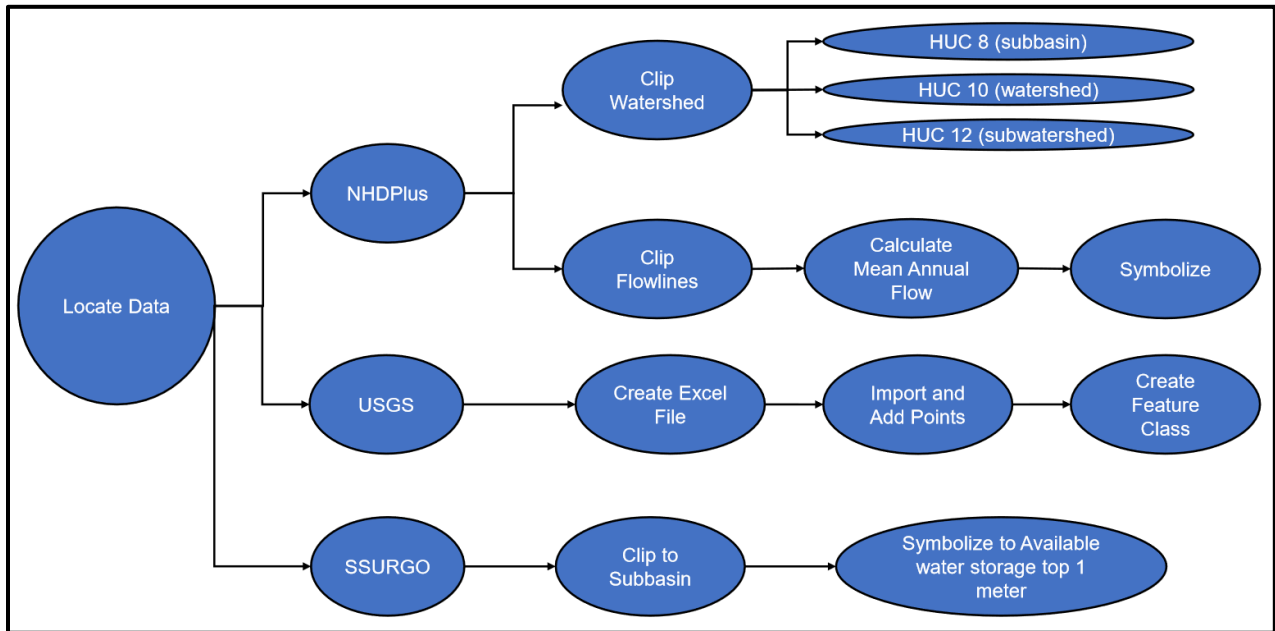 HUC 8 (subbasin)
Clip
Watershed
HUC 10 (watershed)
HUC 12 (subwatershed)
NHDPlus
Locate Data
Clip
Flowlines
Calculate
Mean Annual
Flow
Symbolize
USGS
Create Excel
File
Import and
Add Points
Create
Feature
Class
SSURGO
Clip to
Subbasin
Symbolize to Available
water storage top 1
meter